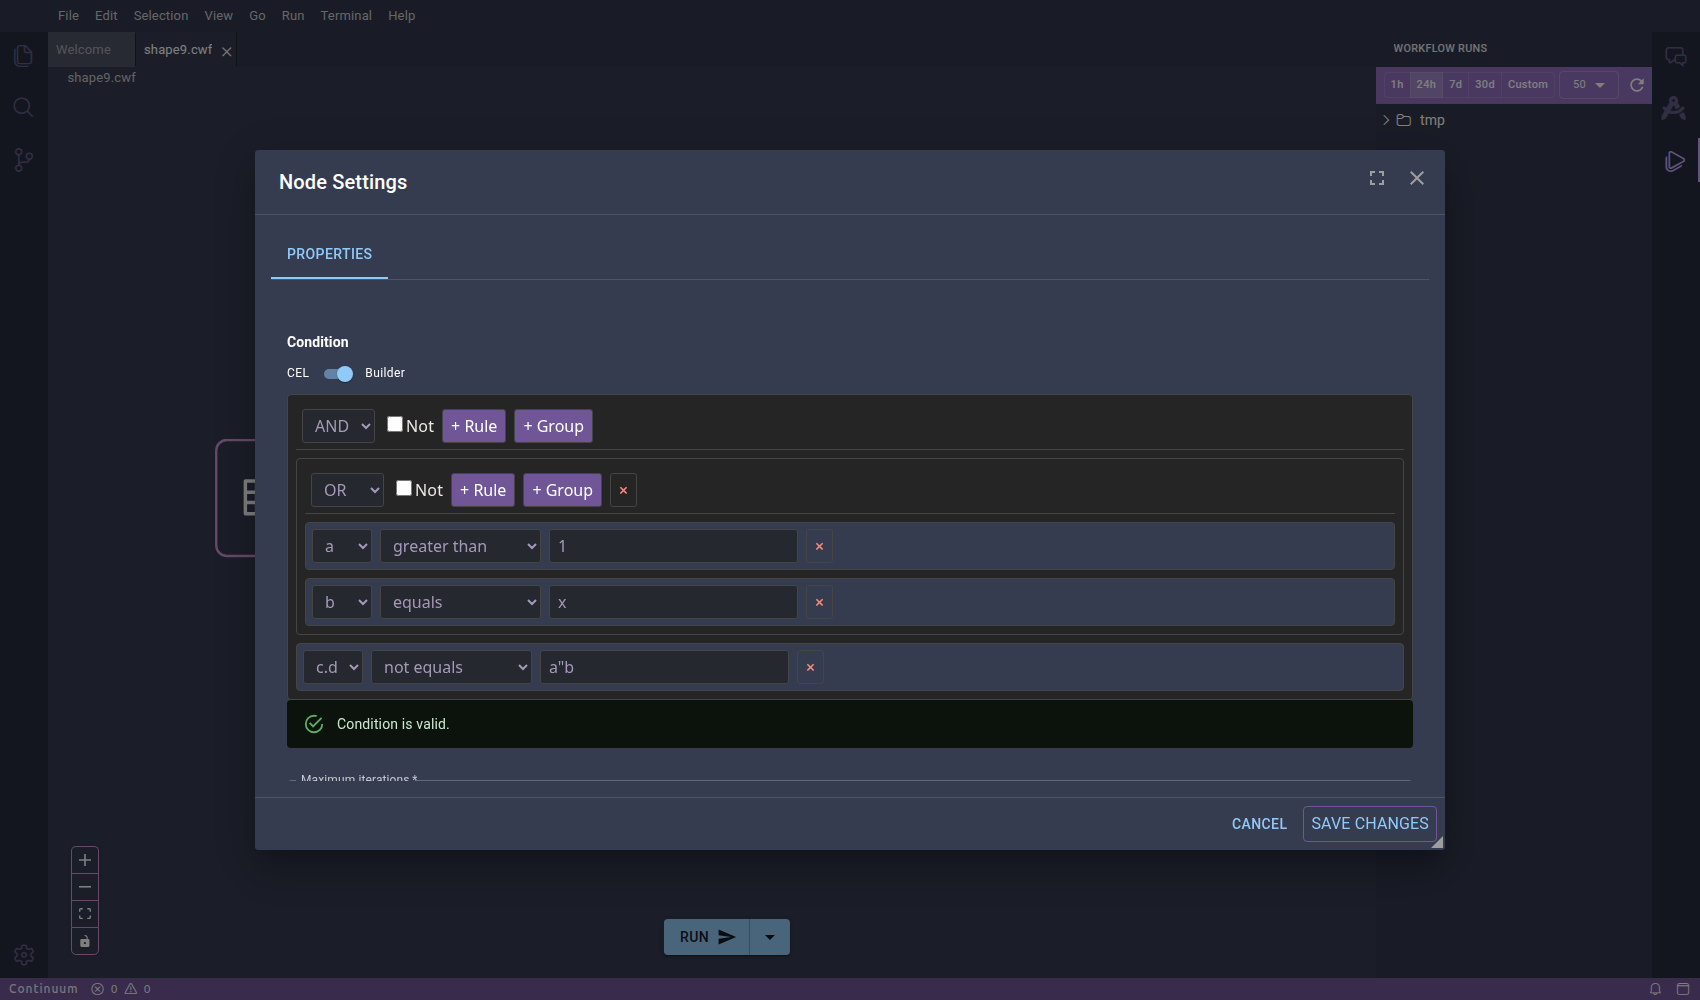 File Edit Selection View Go Run Terminal Help
Welcome shape9.cwf
WORKFLOW RUNS
shape9.cwf
1h 24h 7d 30d Custom 50
tmp
Node Settings
PROPERTIES
Condition
CEL Builder
AND Not + Rule + Group
OR Not + Rule + Group
a greater than 1
b equals x
c.d not equals a"b
Condition is valid.
Maximum iterations *
CANCEL SAVE CHANGES
RUN
Continuum 0 0